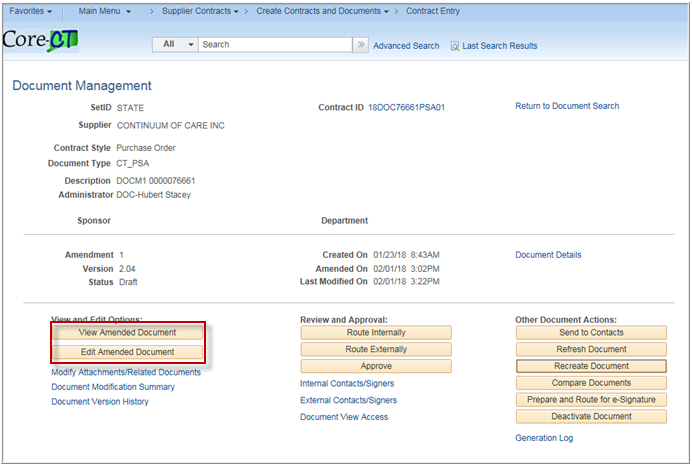 Favorites Main Menu > Supplier Contracts > Create Contracts and Documents > Contract Entry
Core-CT
All Search » Advanced Search Last Search Results
Document Management
SetID STATE Contract ID 18DOC76661PSA01 Return to Document Search
Supplier CONTINUUM OF CARE INC
Contract Style Purchase Order
Document Type CT_PSA
Description DOCM1 0000076661
Administrator DOC-Hubert Stacey
Sponsor Department
Amendment 1 Created On 01/23/18 8:43AM Document Details
Version 2.04 Amended On 02/01/18 3:02PM
Status Draft Last Modified On 02/01/18 3:22PM
View and Edit Options: Review and Approval: Other Document Actions:
View Amended Document Route Internally Send to Contacts
Edit Amended Document Route Externally Refresh Document
Modify Attachments/Related Documents Approve Recreate Document
Document Modification Summary Internal Contacts/Signers Compare Documents
Document Version History External Contacts/Signers Prepare and Route for e-Signature
Document View Access Deactivate Document
Generation Log